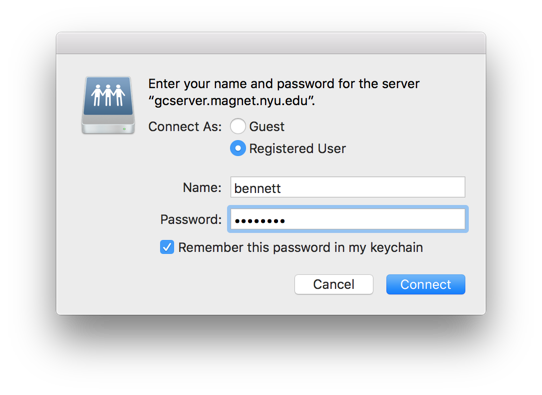 Enter your name and password for the server
“gcserver.magnet.nyu.edu”.
Connect As: Guest
Registered User
Name: bennett
Password: ••••••••
Remember this password in my keychain
Cancel Connect